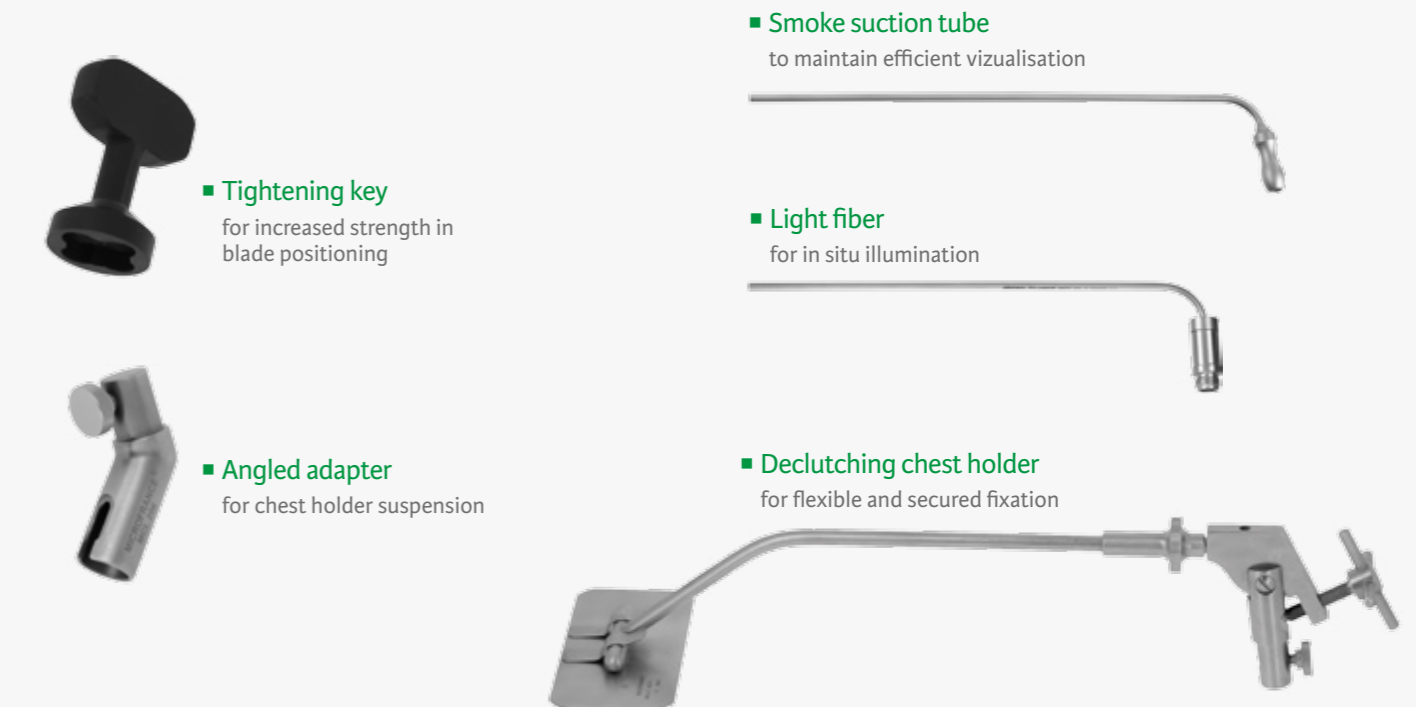 Smoke suction tube
to maintain efficient vizualisation
Tightening key
for increased strength in
blade positioning
Light fiber
for in situ illumination
Angled adapter
for chest holder suspension
MICROFRANCE
Declutching chest holder
for flexible and secured fixation